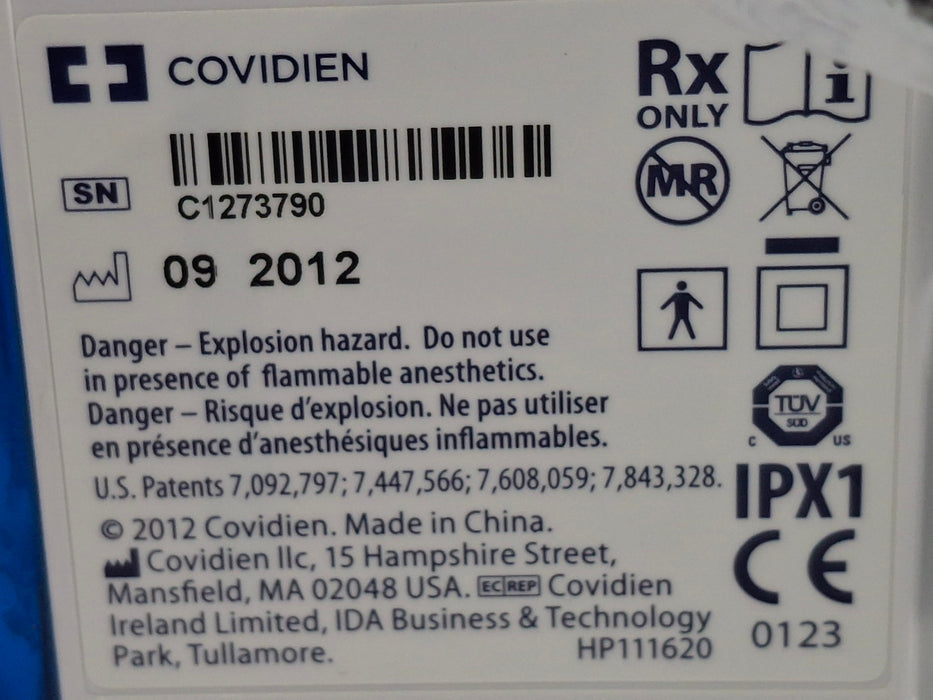 COVIDIEN
Rx
ONLY
i
SN
C1273790
MR
09 2012
Danger – Explosion hazard. Do not use
in presence of flammable anesthetics.
Danger – Risque d'explosion. Ne pas utiliser
en présence d'anesthésiques inflammables.
TÜV
SÜD
C US
U.S. Patents 7,092,797; 7,447,566; 7,608,059; 7,843,328.
IPX1
© 2012 Covidien. Made in China.
Covidien llc, 15 Hampshire Street,
Mansfield, MA 02048 USA. EC REP Covidien
Ireland Limited, IDA Business & Technology
Park, Tullamore.
HP111620
CE
0123